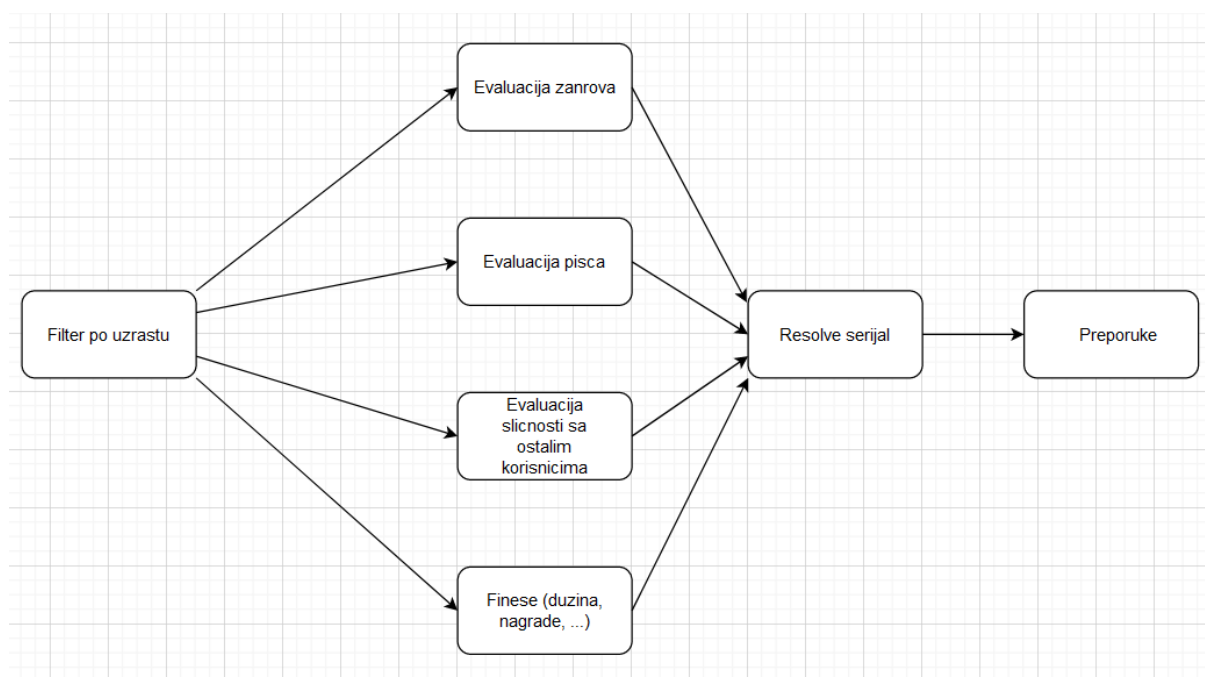 Evaluacija zanrova
Evaluacija pisca
Filter po uzrastu
Resolve serijal
Preporuke
Evaluacija
slicnosti sa
ostalim
korisnicima
Finese (duzina,
nagrade, ...)